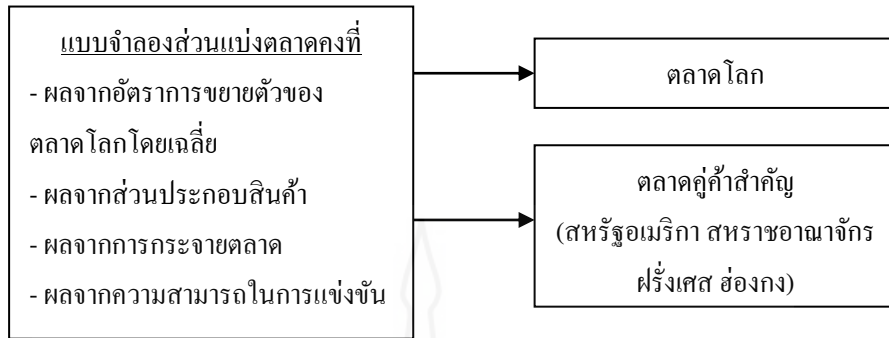 แบบจำลองส่วนแบ่งตลาดคงที่
- ผลจากอัตราการขยายตัวของ
ตลาดโลกโดยเฉลี่ย
- ผลจากส่วนประกอบสินค้า
- ผลจากการกระจายตลาด
- ผลจากความสามารถในการแข่งขัน
ตลาดโลก
ตลาดคู่ค้าสำคัญ
(สหรัฐอเมริกา สหราชอาณาจักร
ฝรั่งเศส ฮ่องกง)